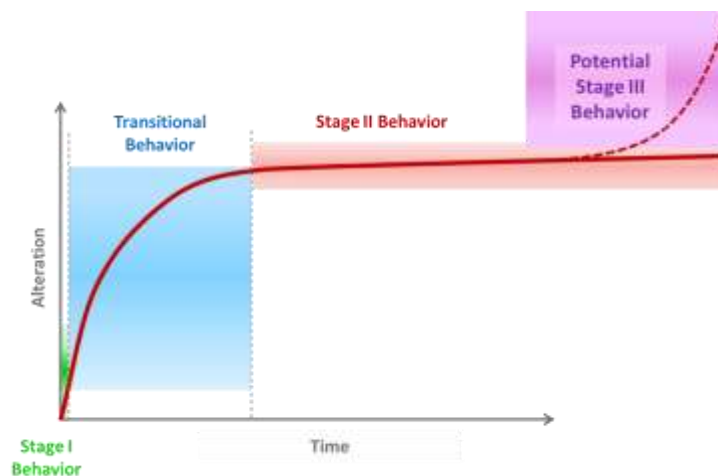 Potential
Stage III
Behavior
Transitional
Behavior
Stage II Behavior
Alteration
Stage I
Behavior
Time